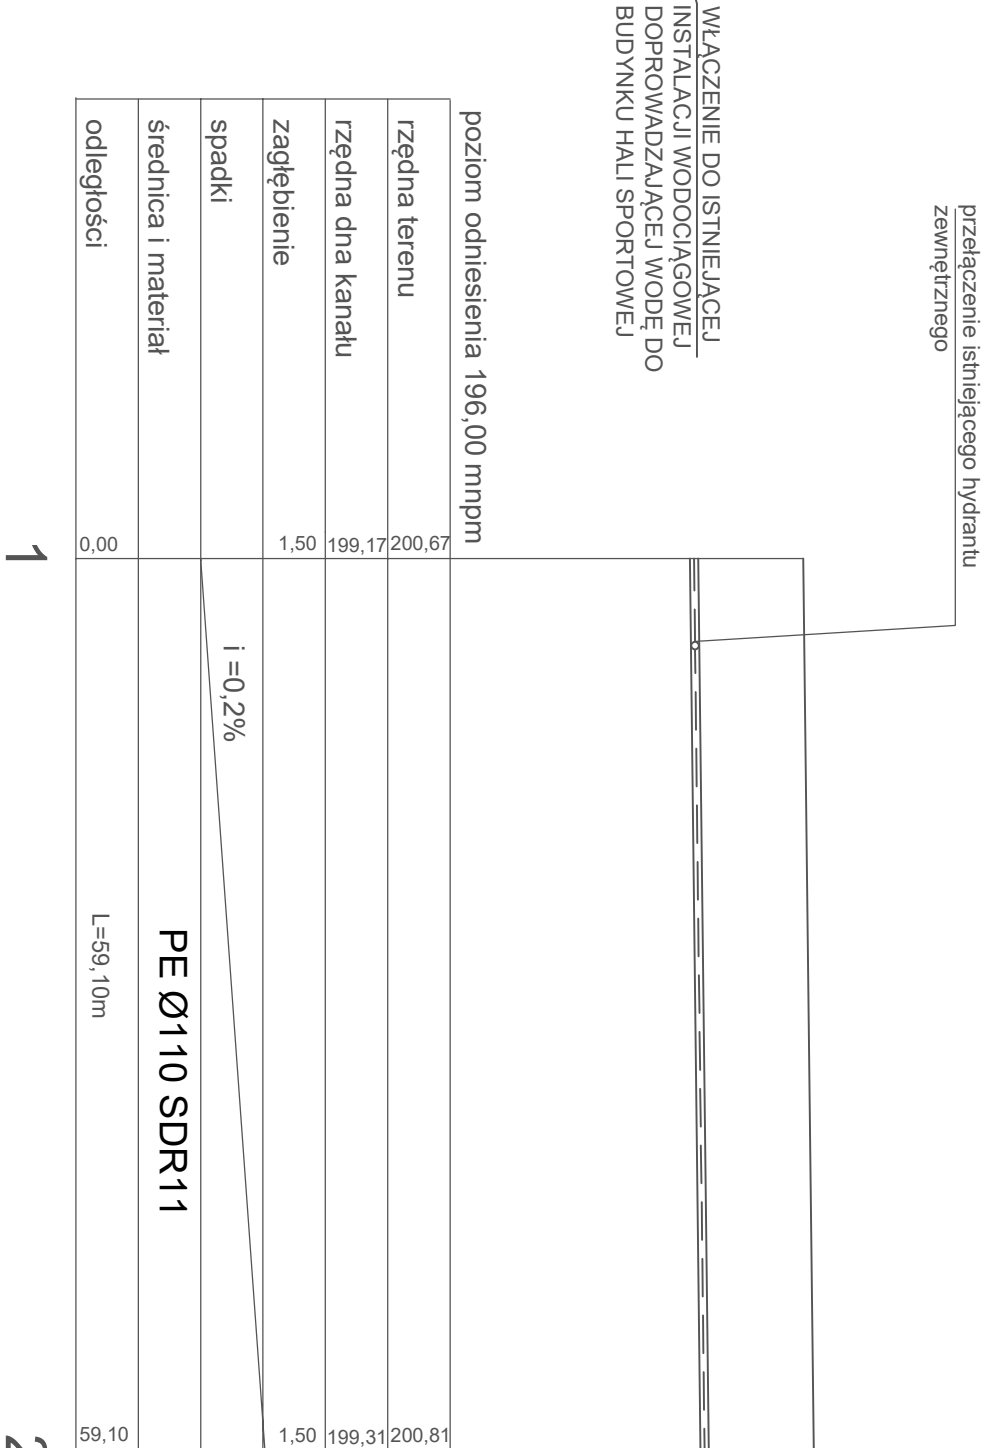 przełączenie istniejącego hydrantu
zewnętrznego
WŁĄCZENIE DO ISTNIEJĄCEJ
INSTALACJI WODOCIĄGOWEJ
DOPROWADZAJĄCEJ WODĘ DO
BUDYNKU HALI SPORTOWEJ
poziom odniesienia 196,00 mnpm
rzędna terenu 200,67 200,81
rzędna dna kanału 199,17 199,31
zagłębienie 1,50 1,50
spadki i =0,2%
średnica i materiał PE Ø110 SDR11
odległości 0,00 L=59,10m 59,10
1 2